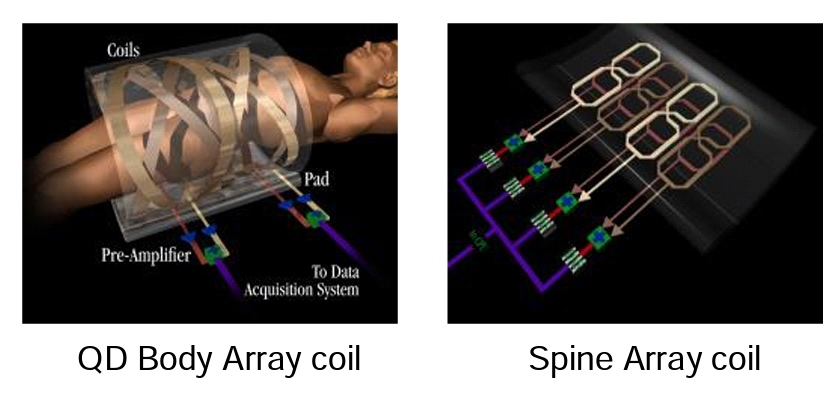 Coils
Pad
Pre-Amplifier
To Data
Acquisition System
QD Body Array coil
Spine Array coil